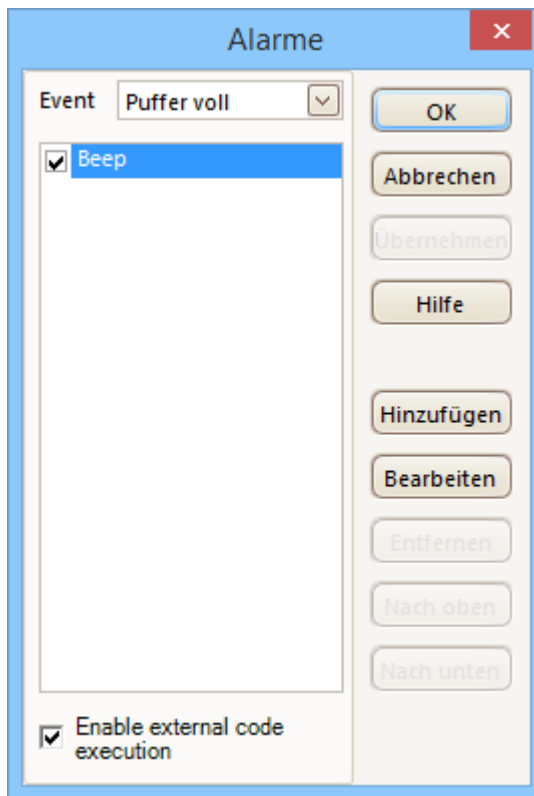 Alarme
Event Puffer voll
Beep
Enable external code
execution
OK
Abbrechen
Übernehmen
Hilfe
Hinzufügen
Bearbeiten
Entfernen
Nach oben
Nach unten